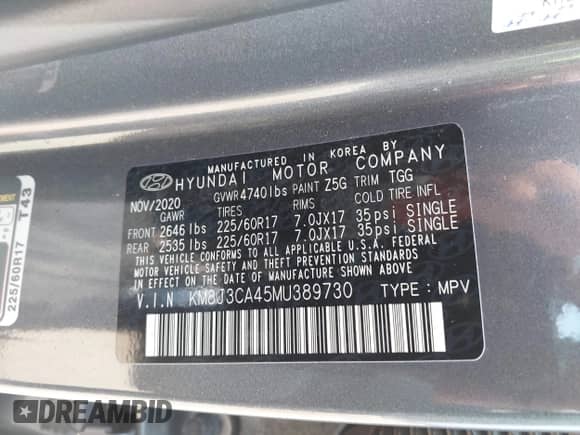 MANUFACTURED IN KOREA BY
HYUNDAI MOTOR COMPANY
NOV/2020 GVWR 4740lbs PAINT Z5G TRIM TGG
GAWR TIRES RIMS COLD TIRE INFL
FRONT 2646lbs 225/60R17 7.0JX17 35psi SINGLE
REAR 2535lbs 225/60R17 7.0JX17 35psi SINGLE
THIS VEHICLE CONFORMS TO ALL APPLICABLE U.S.A. FEDERAL
MOTOR VEHICLE SAFETY, BUMPER, AND THEFT PREVENTION STANDARDS
IN EFFECT ON THE DATE OF MANUFACTURE SHOWN ABOVE.
V.I.N KM8J3CA45MU389730 TYPE : MPV
225/60R17 T43
DREAMBID